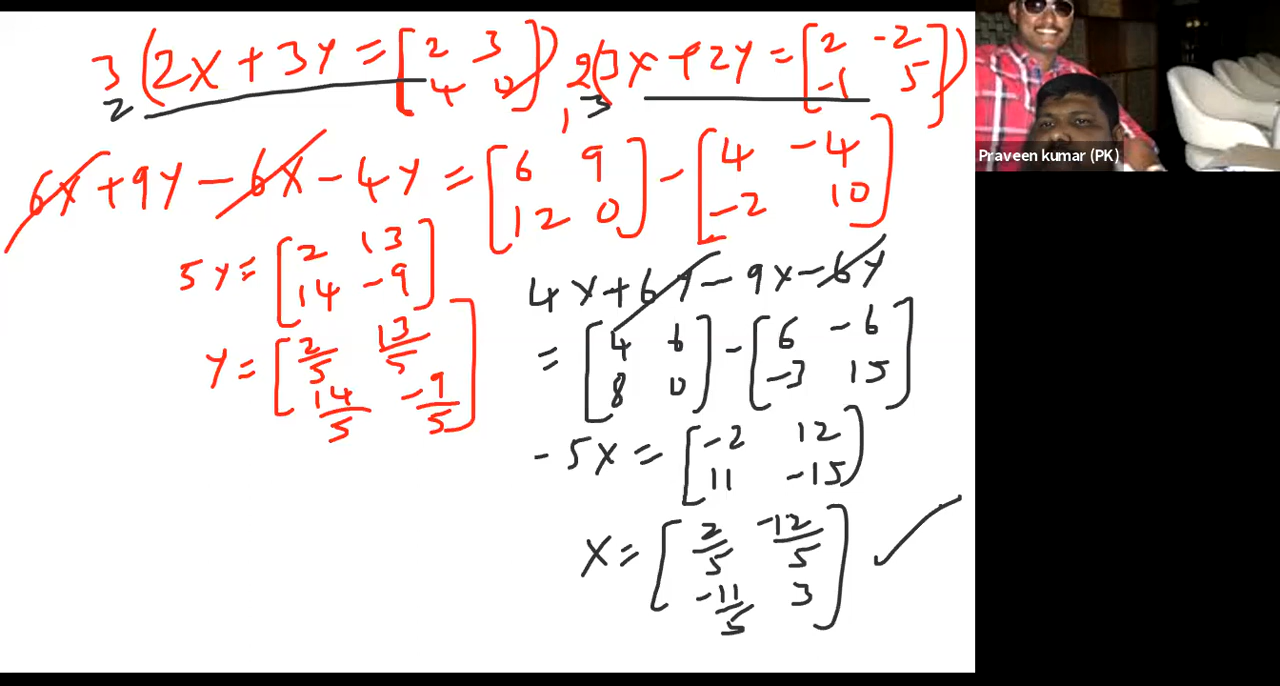 3 (2X + 3Y = [2 3 4 0]) 2(3X + 2Y = [2 -2 -1 5])
2 3
6X + 9Y - 6X - 4Y = [6 9 12 0] - [4 -4 -2 10]
5Y = [2 13 14 -9]
Y = [2/5 13/5 14/5 -9/5]
4X + 6Y - 9X - 6Y
= [4 6 8 0] - [6 -6 -3 15]
-5X = [-2 12 11 -15]
X = [2/5 -12/5 -11/5 3]
Praveen kumar (PK)